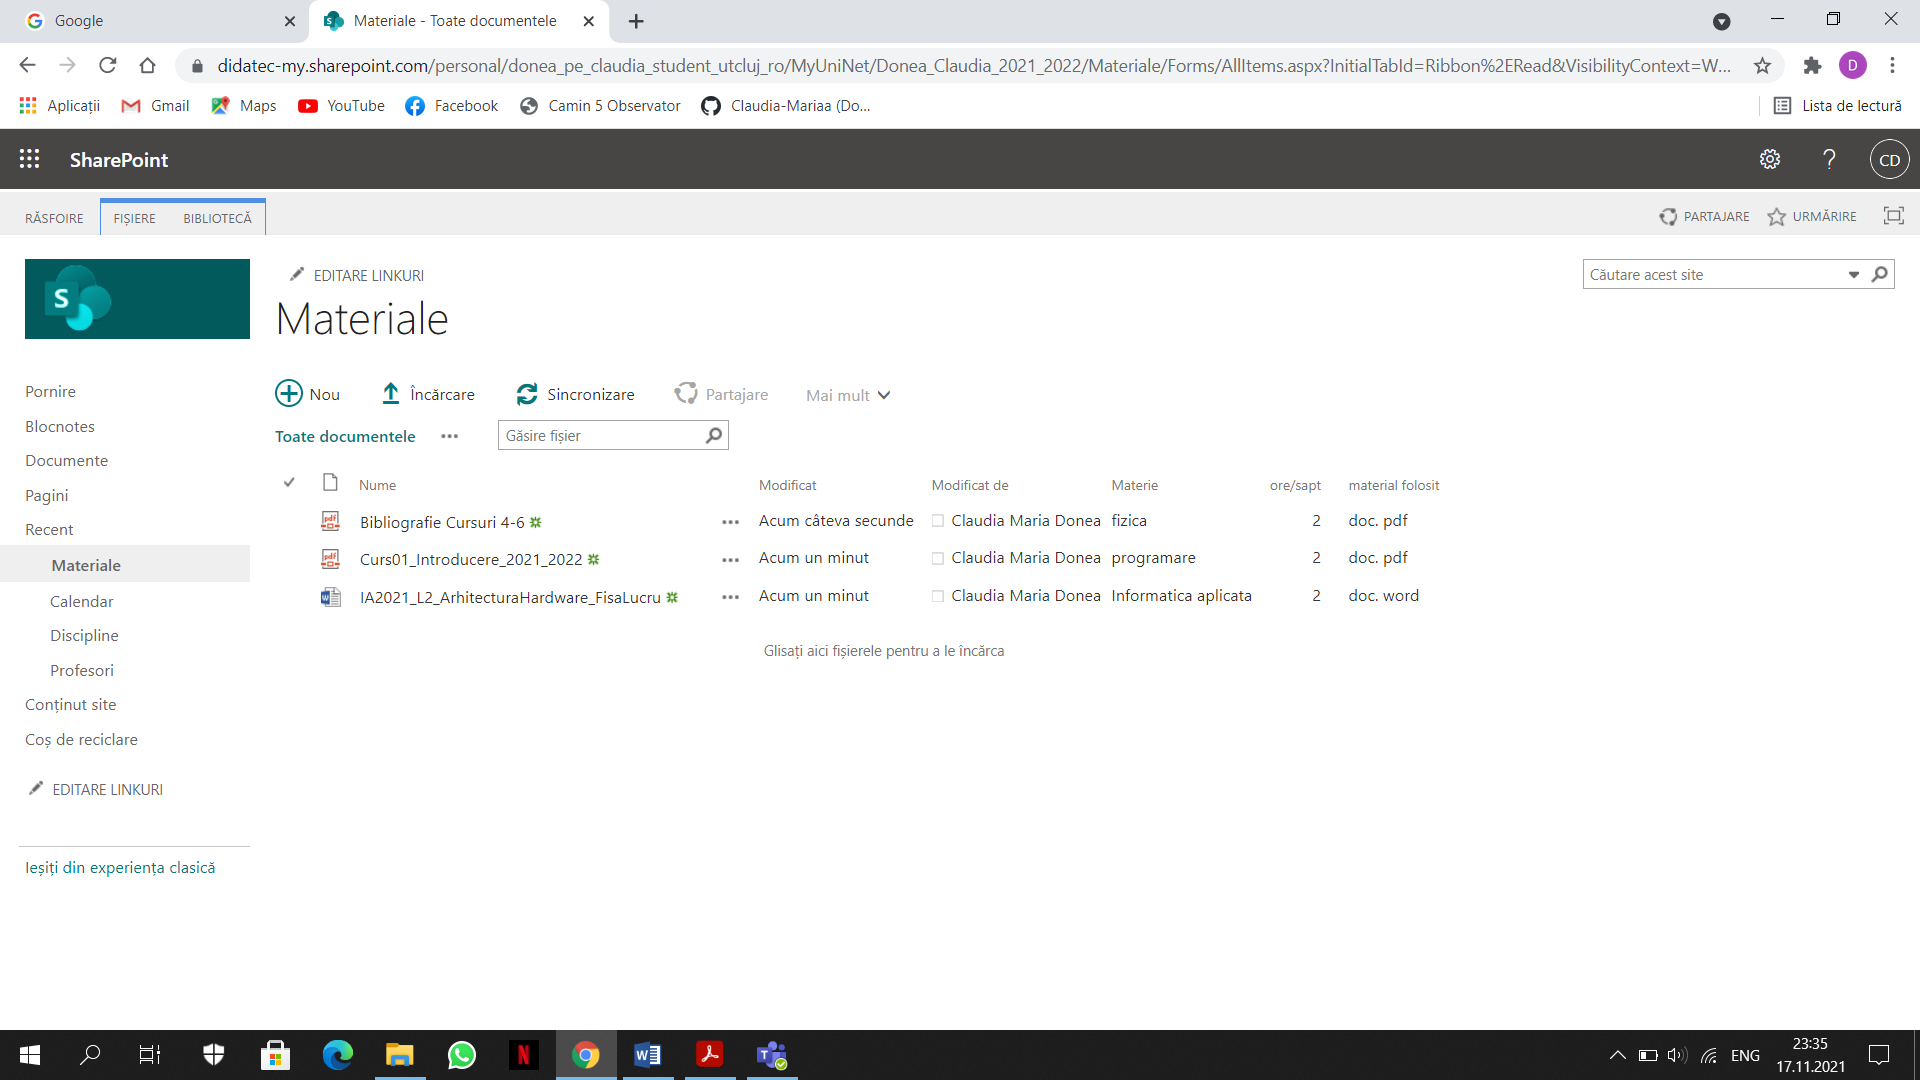 Google
Materiale - Toate documentele
didatec-my.sharepoint.com/personal/donea_pe_claudia_student_utcluj_ro/MyUniNet/Donea_Claudia_2021_2022/Materiale/Forms/AllItems.aspx?InitialTabId=Ribbon%2ERead&VisibilityContext=W...
D
Aplicații Gmail Maps YouTube Facebook Camin 5 Observator Claudia-Mariaa (Do... Lista de lectură
SharePoint ? CD
RĂSFOIRE FIȘIERE BIBLIOTECĂ PARTAJARE URMĂRIRE
S
EDITARE LINKURI
Căutare acest site
Materiale
Nou Încărcare Sincronizare Partajare Mai mult
Toate documentele ••• Găsire fișier
Nume Modificat Modificat de Materie ore/sapt material folosit
Bibliografie Cursuri 4-6 ••• Acum câteva secunde Claudia Maria Donea fizica 2 doc. pdf
Curs01_Introducere_2021_2022 ••• Acum un minut Claudia Maria Donea programare 2 doc. pdf
IA2021_L2_ArhitecturaHardware_FisaLucru ••• Acum un minut Claudia Maria Donea Informatica aplicata 2 doc. word
Glisați aici fișierele pentru a le încărca
Pornire
Blocnotes
Documente
Pagini
Recent
Materiale
Calendar
Discipline
Profesori
Conținut site
Coș de reciclare
EDITARE LINKURI
Ieșiți din experiența clasică
ENG
23:35
17.11.2021